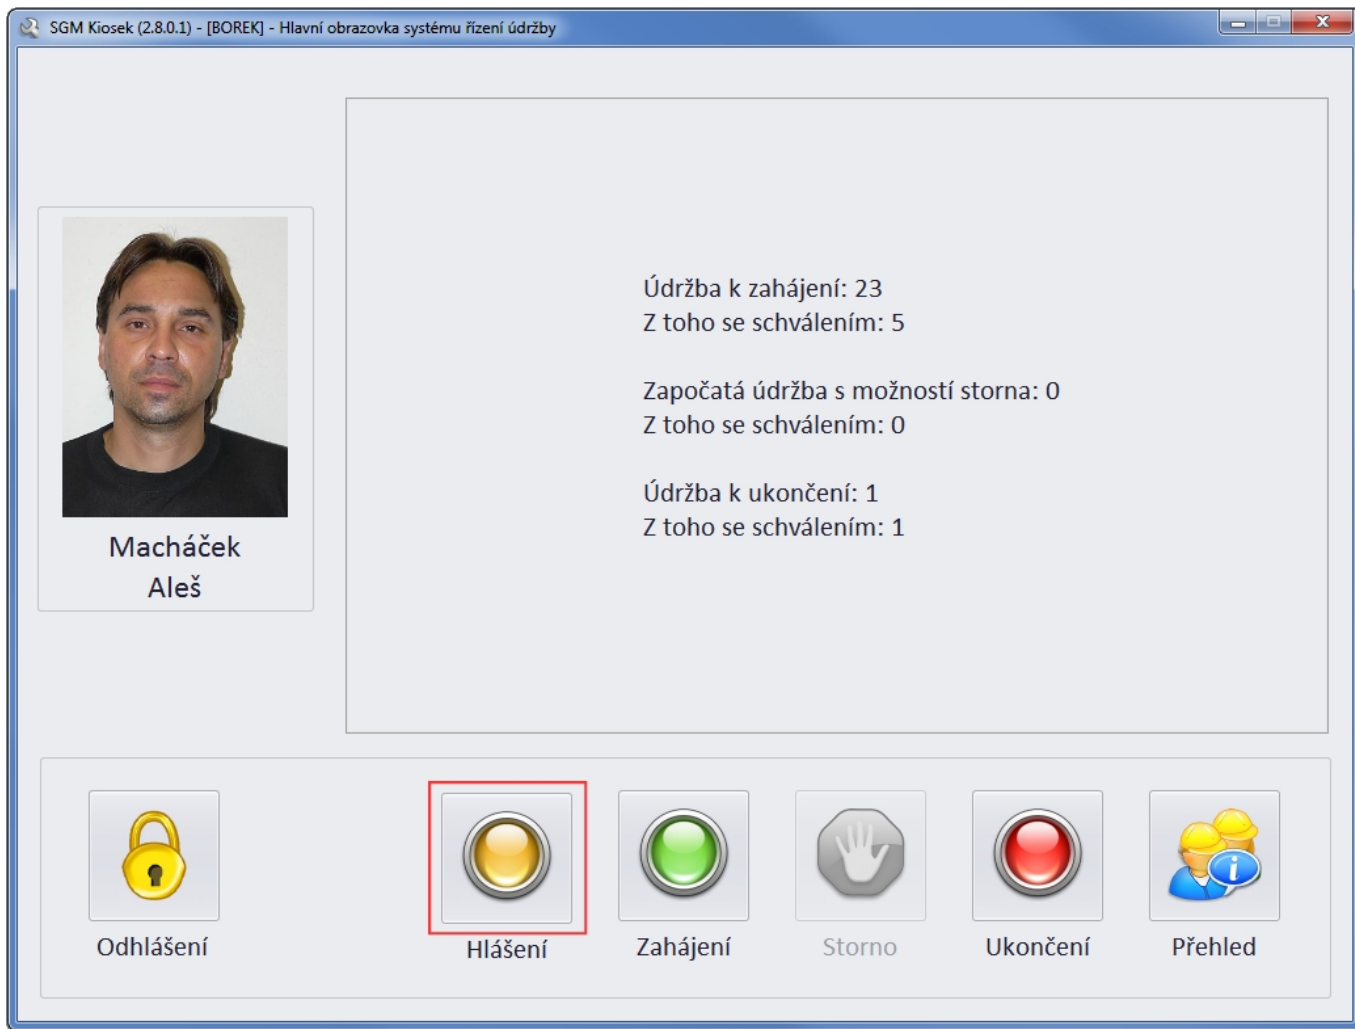 SGM Kiosek (2.8.0.1) - [BOREK] - Hlavní obrazovka systému řízení údržby
Macháček
Aleš
Údržba k zahájení: 23
Z toho se schválením: 5
Započatá údržba s možností storna: 0
Z toho se schválením: 0
Údržba k ukončení: 1
Z toho se schválením: 1
Odhlášení
Hlášení
Zahájení
Storno
Ukončení
Přehled